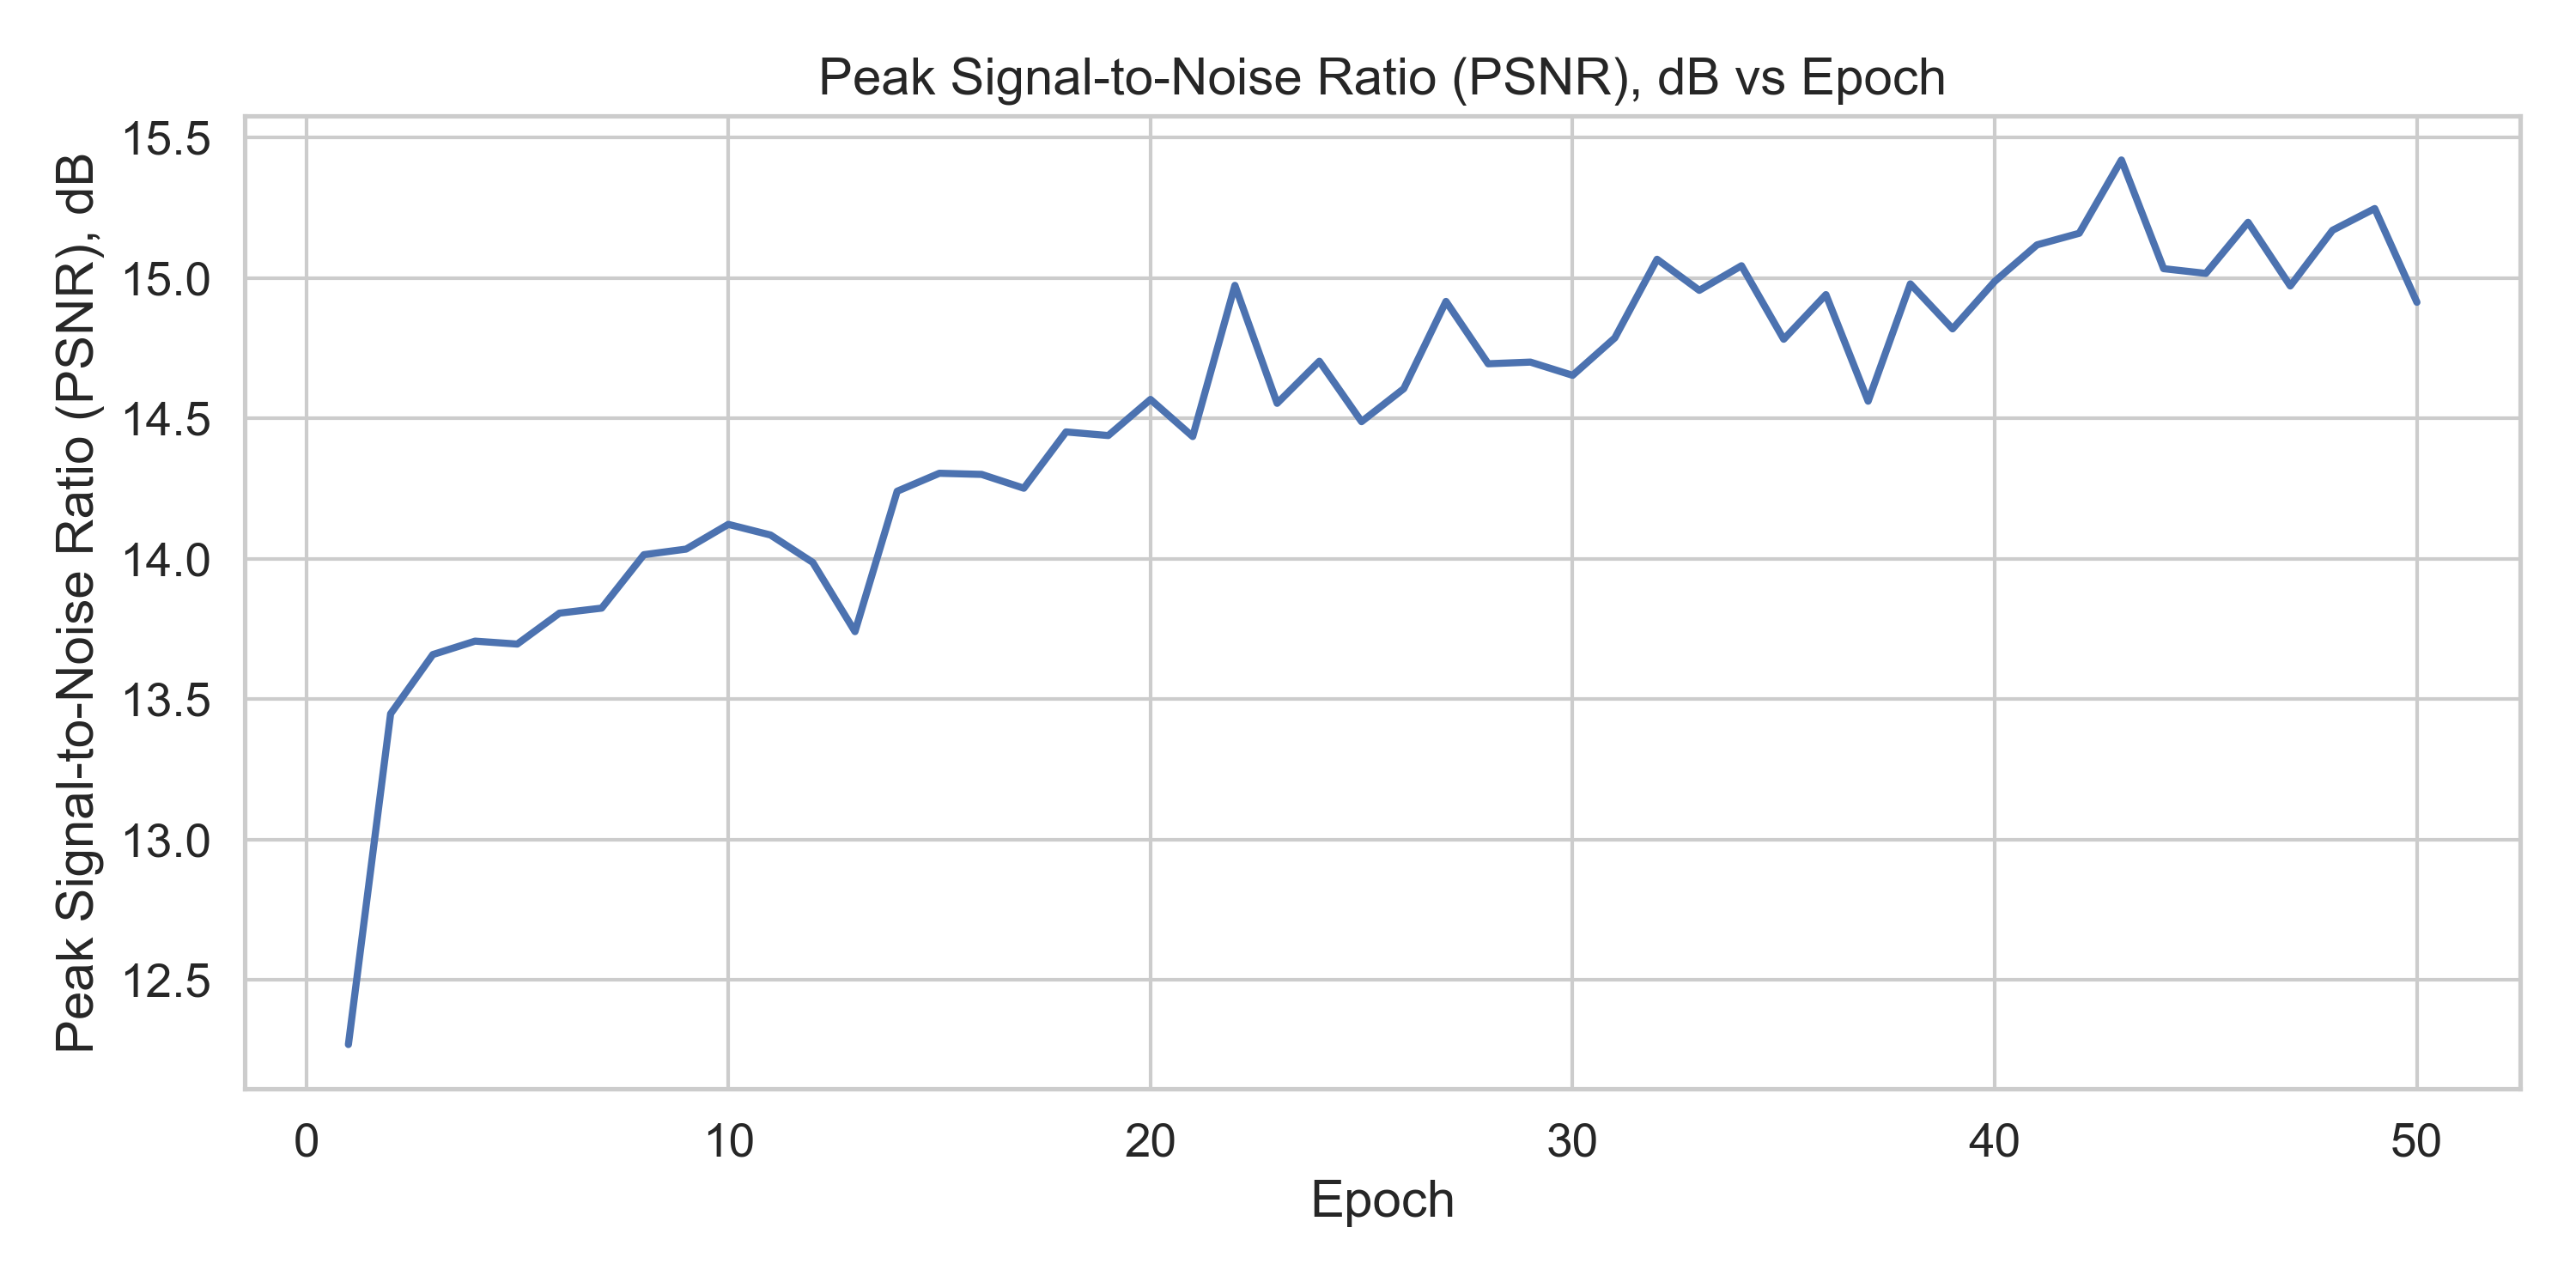 Peak Signal-to-Noise Ratio (PSNR), dB vs Epoch
Peak Signal-to-Noise Ratio (PSNR), dB
15.5
15.0
14.5
14.0
13.5
13.0
12.5
0 10 20 30 40 50
Epoch